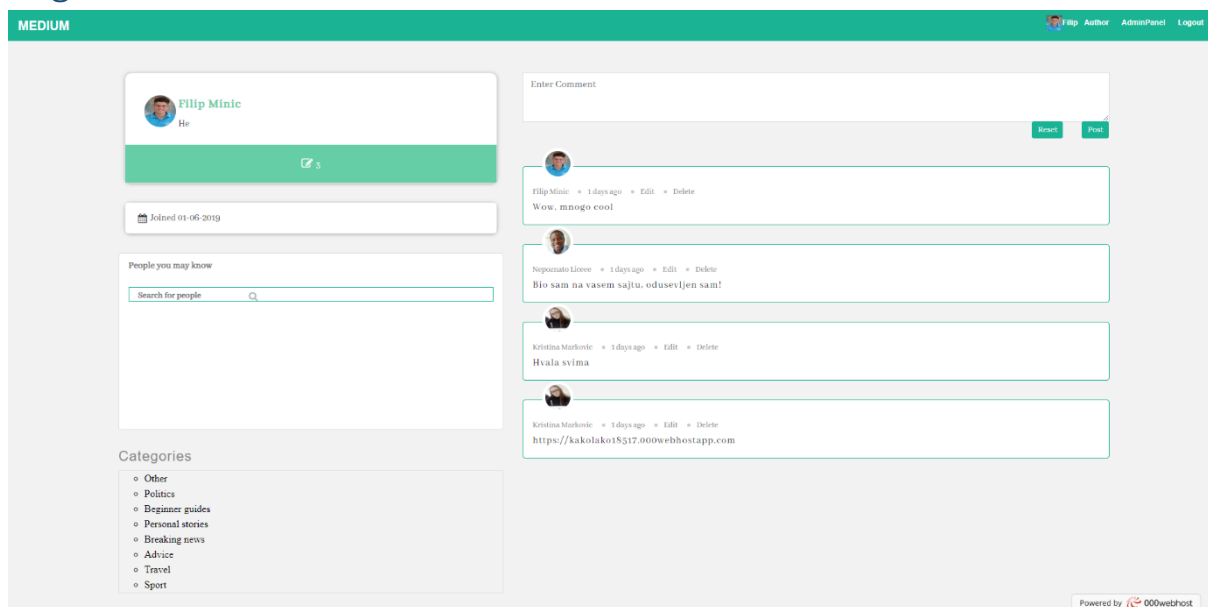 MEDIUM
Filip Author AdminPanel Logout
Filip Minic
He
3
Joined 01-06-2019
People you may know
Search for people
Categories
Other
Politics
Beginner guides
Personal stories
Breaking news
Advice
Travel
Sport
Enter Comment
Reset Post
Filip Minic 1 days ago Edit Delete
Wow, mnogo cool
Nepoznato Licece 1 days ago Edit Delete
Bio sam na vasem sajtu, odusevljen sam!
Kristina Markovic 1 days ago Edit Delete
Hvala svima
Kristina Markovic 1 days ago Edit Delete
https://kakolako18517.000webhostapp.com
Powered by 000webhost